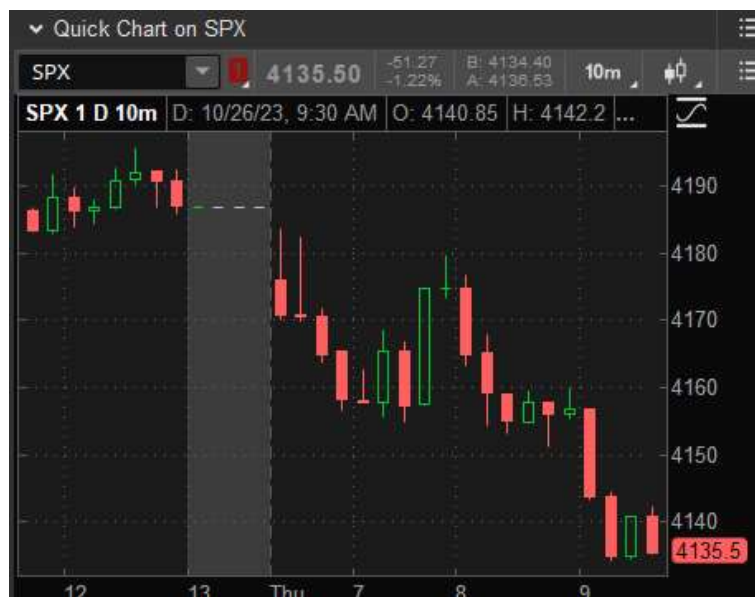 Quick Chart on SPX
SPX 4135.50 -51.27 -1.22% B: 4134.40 A: 4136.53 10m
SPX 1 D 10m D: 10/26/23, 9:30 AM O: 4140.85 H: 4142.2 ...
4190
4180
4170
4160
4150
4140
4135.5
12 13 Thu 7 8 9